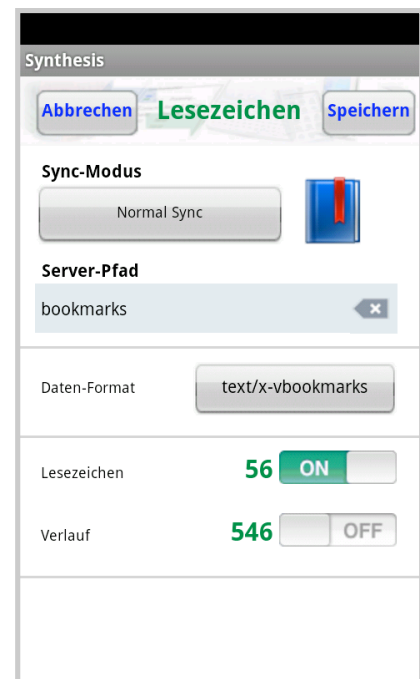 Synthesis
Abbrechen Lesezeichen Speichern
Sync-Modus
Normal Sync
Server-Pfad
bookmarks
Daten-Format text/x-vbookmarks
Lesezeichen 56 ON
Verlauf 546 OFF